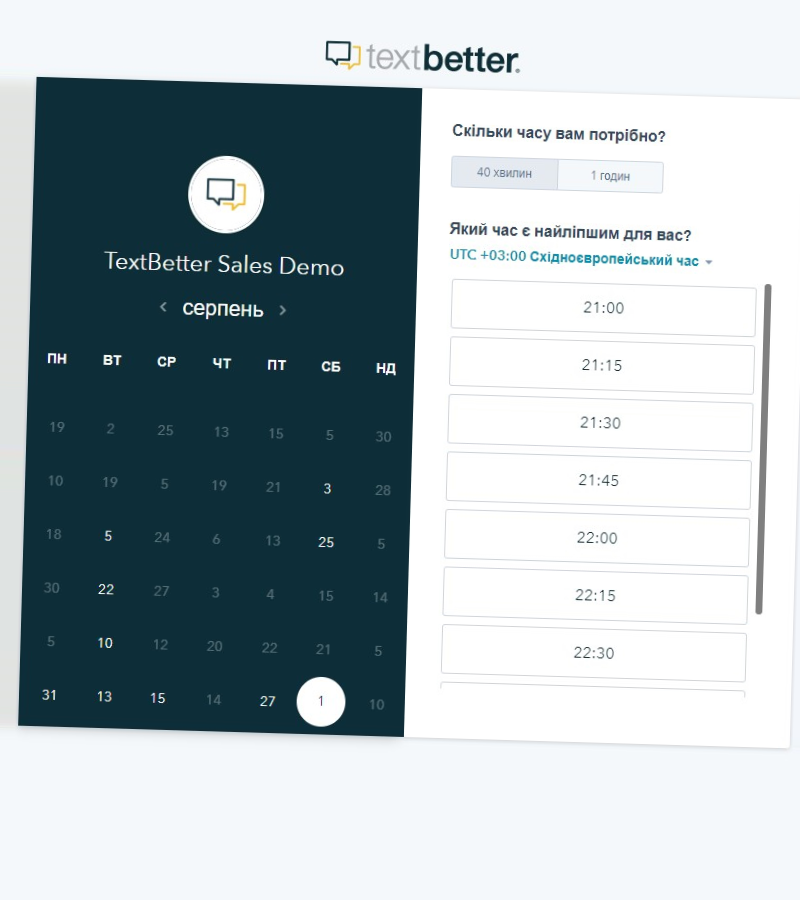 textbetter.
TextBetter Sales Demo
серпень
ПН ВТ СР ЧТ ПТ СБ НД
19 2 25 13 15 5 30
10 19 5 19 21 3 28
18 5 24 6 13 25 5
30 22 27 3 4 15 14
5 10 12 20 22 21 5
31 13 15 14 27 1 10
Скільки часу вам потрібно?
40 хвилин 1 годин
Який час є найліпшим для вас?
UTC +03:00 Східноєвропейський час
21:00
21:15
21:30
21:45
22:00
22:15
22:30